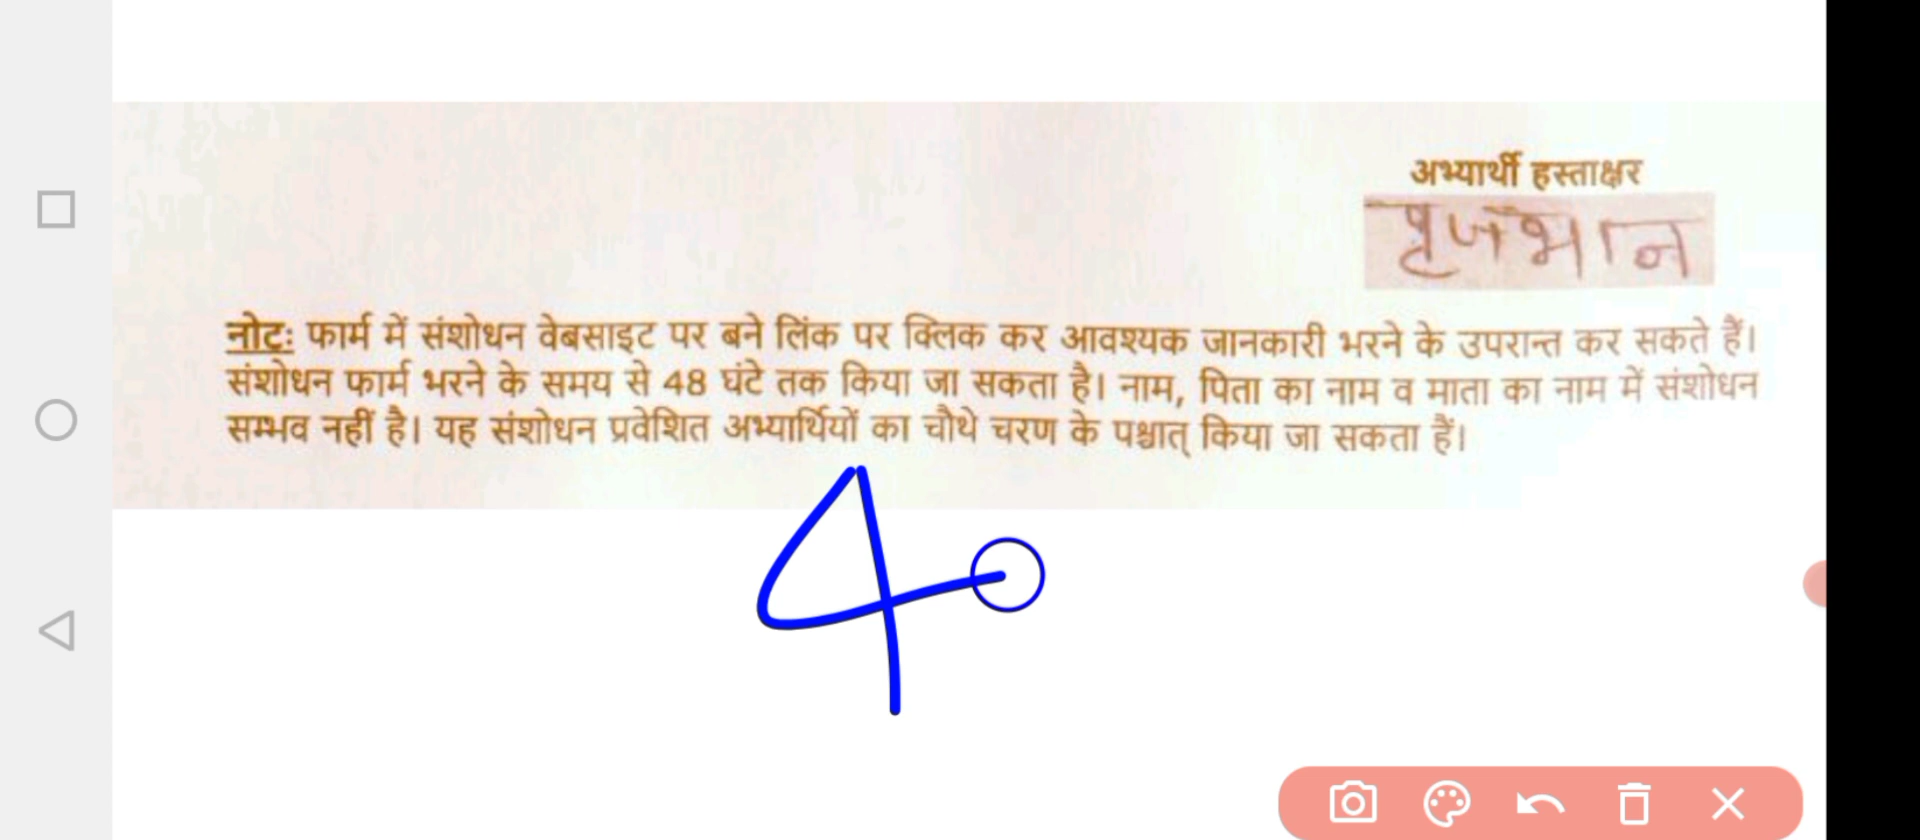 अभ्यार्थी हस्ताक्षर
बृजभान
नोट: फार्म में संशोधन वेबसाइट पर बने लिंक पर क्लिक कर आवश्यक जानकारी भरने के उपरान्त कर सकते हैं।
संशोधन फार्म भरने के समय से 48 घंटे तक किया जा सकता है। नाम, पिता का नाम व माता का नाम में संशोधन
सम्भव नहीं है। यह संशोधन प्रवेशित अभ्यार्थियों का चौथे चरण के पश्चात् किया जा सकता हैं।
4